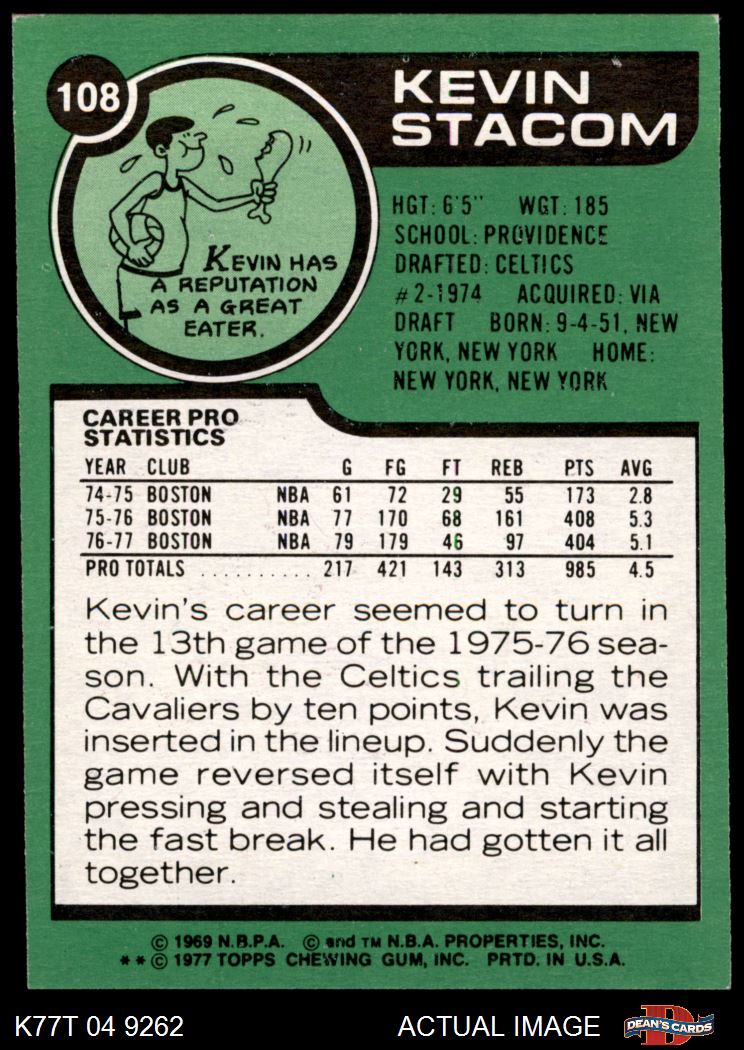 108
KEVIN
STACOM
KEVIN HAS
A REPUTATION
AS A GREAT
EATER.
HGT: 6'5" WGT: 185
SCHOOL: PROVIDENCE
DRAFTED: CELTICS
#2-1974 ACQUIRED: VIA
DRAFT BORN: 9-4-51, NEW
YORK, NEW YORK HOME:
NEW YORK, NEW YORK
CAREER PRO
STATISTICS
YEAR CLUB G FG FT REB PTS AVG
74-75 BOSTON NBA 61 72 29 55 173 2.8
75-76 BOSTON NBA 77 170 68 161 408 5.3
76-77 BOSTON NBA 79 179 46 97 404 5.1
PRO TOTALS .......... 217 421 143 313 985 4.5
Kevin's career seemed to turn in
the 13th game of the 1975-76 sea-
son. With the Celtics trailing the
Cavaliers by ten points, Kevin was
inserted in the lineup. Suddenly the
game reversed itself with Kevin
pressing and stealing and starting
the fast break. He had gotten it all
together.
© 1969 N.B.P.A. © and TM N.B.A. PROPERTIES, INC.
**© 1977 TOPPS CHEWING GUM, INC. PRTD. IN U.S.A.
K77T 04 9262 ACTUAL IMAGE DEAN'S CARDS